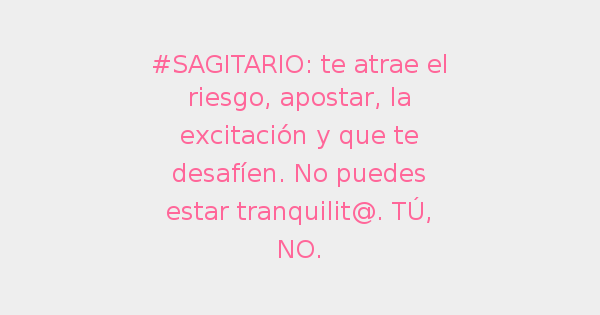 #SAGITARIO: te atrae el
riesgo, apostar, la
excitación y que te
desafíen. No puedes
estar tranquilit@. TÚ,
NO.